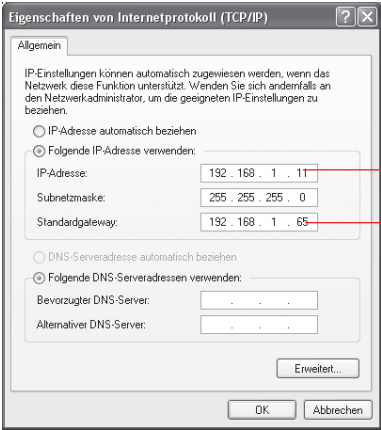 Eigenschaften von Internetprotokoll (TCP/IP)
Allgemein
IP-Einstellungen können automatisch zugewiesen werden, wenn das
Netzwerk diese Funktion unterstützt. Wenden Sie sich andernfalls an
den Netzwerkadministrator, um die geeigneten IP-Einstellungen zu
beziehen.
IP-Adresse automatisch beziehen
Folgende IP-Adresse verwenden:
IP-Adresse: 192 . 168 . 1 . 11
Subnetzmaske: 255 . 255 . 255 . 0
Standardgateway: 192 . 168 . 1 . 65
DNS-Serveradresse automatisch beziehen
Folgende DNS-Serveradressen verwenden:
Bevorzugter DNS-Server: . . .
Alternativer DNS-Server: . . .
Erweitert...
OK Abbrechen